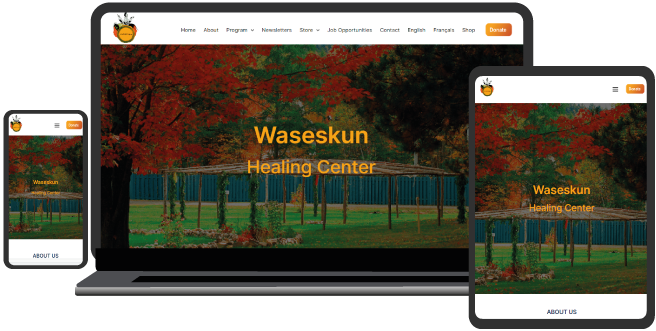 Home About Program Newsletters Store Job Opportunities Contact English Français Shop Donate
Waseskun
Healing Center
Donate
Waseskun
Healing Center
ABOUT US
Donate
Waseskun
Healing Center
ABOUT US